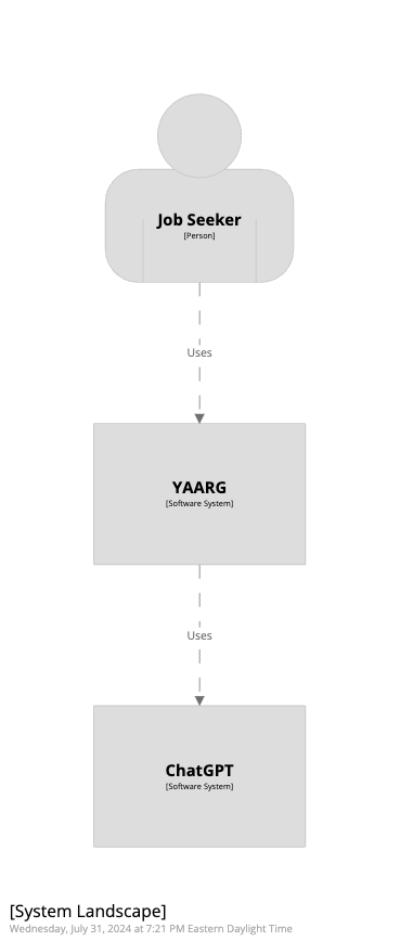 Job Seeker
[Person]
Uses
YAARG
[Software System]
Uses
ChatGPT
[Software System]
[System Landscape]
Wednesday, July 31, 2024 at 7:21 PM Eastern Daylight Time